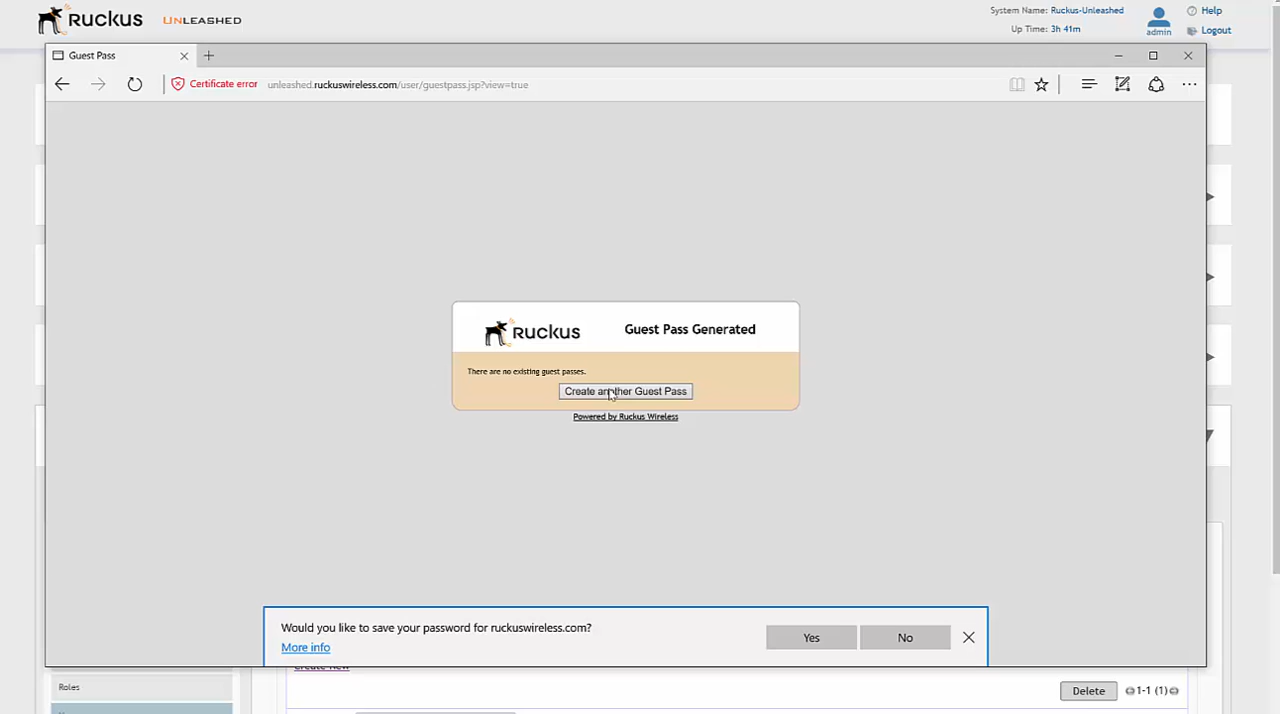 Ruckus UNLEASHED
System Name: Ruckus-Unleashed
Up Time: 3h 41m
admin
Help
Logout
Guest Pass
Certificate error unleashed.ruckuswireless.com/user/guestpass.jsp?view=true
Ruckus Guest Pass Generated
There are no existing guest passes.
Create another Guest Pass
Powered by Ruckus Wireless
Would you like to save your password for ruckuswireless.com?
More info
Yes
No
Create New
Roles
Delete
1-1 (1)